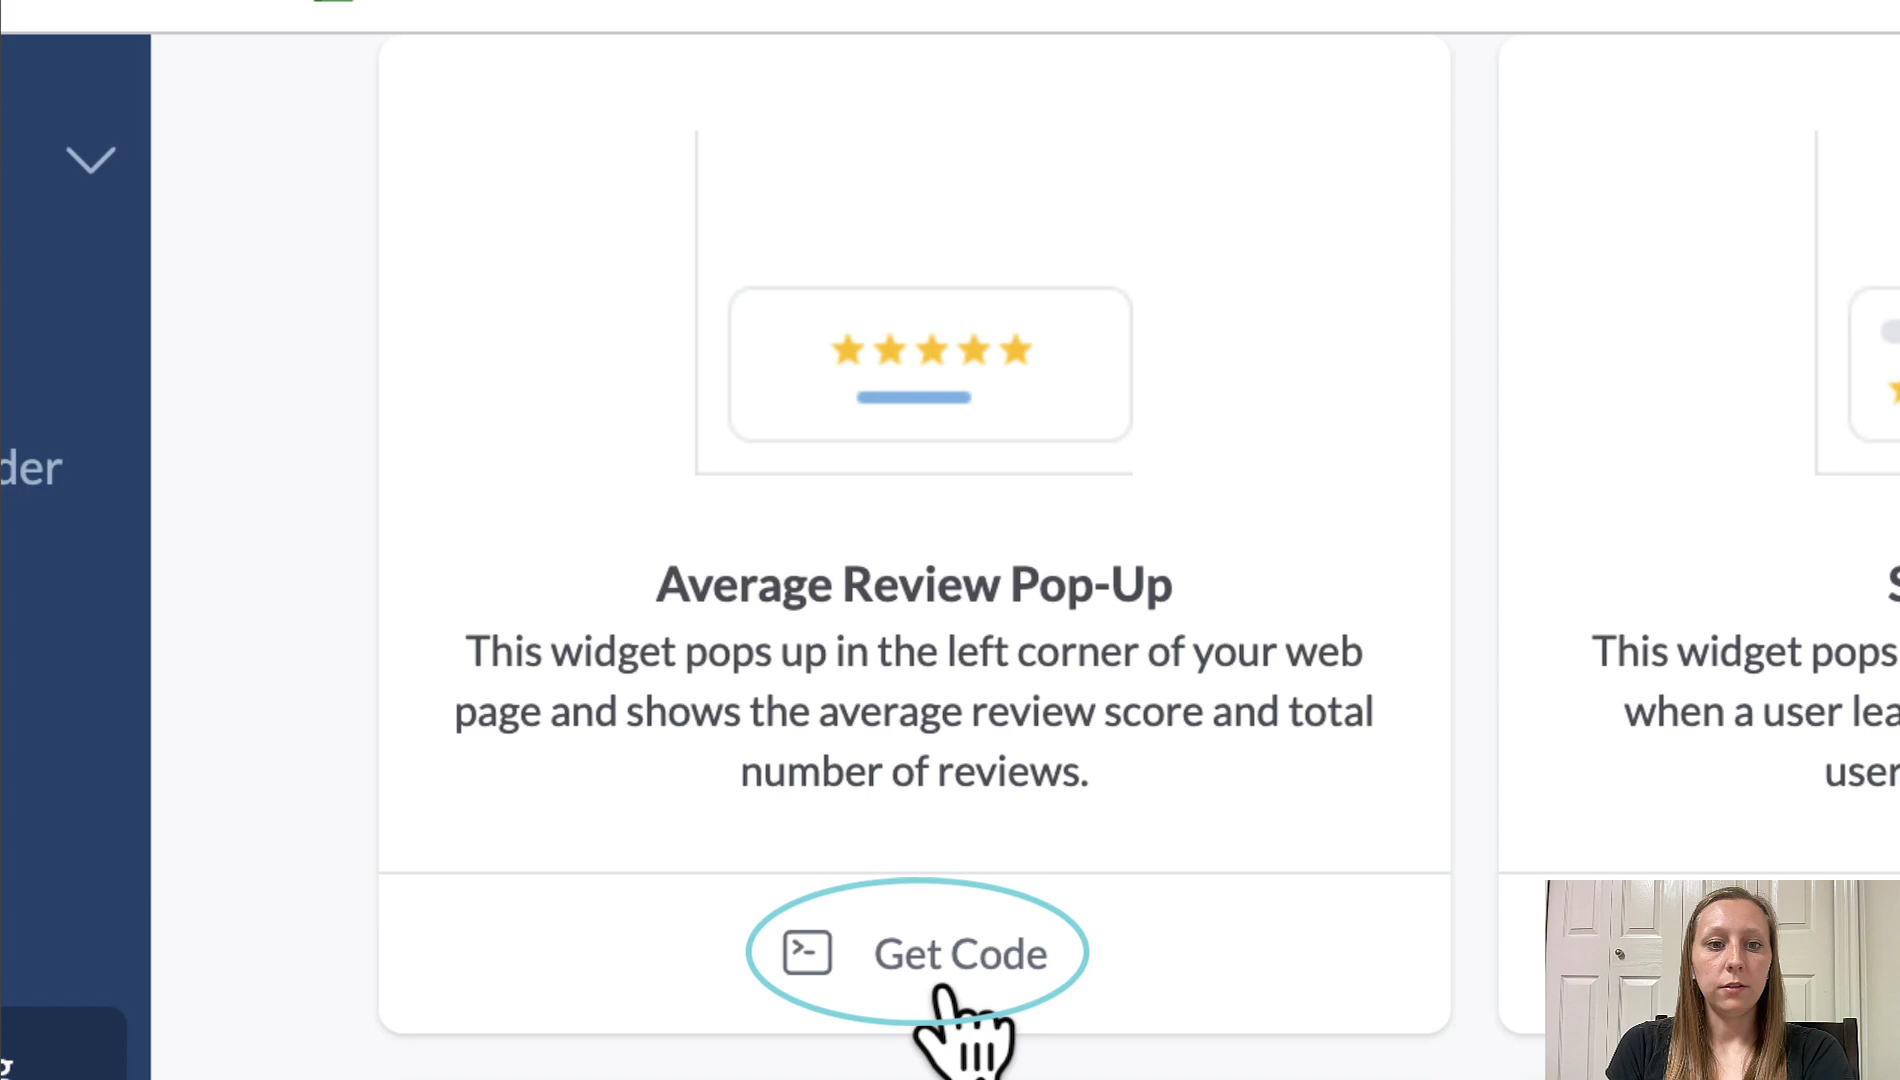 der
Average Review Pop-Up
This widget pops up in the left corner of your web
page and shows the average review score and total
number of reviews.
Get Code
This widget pops
when a user lea
user
g